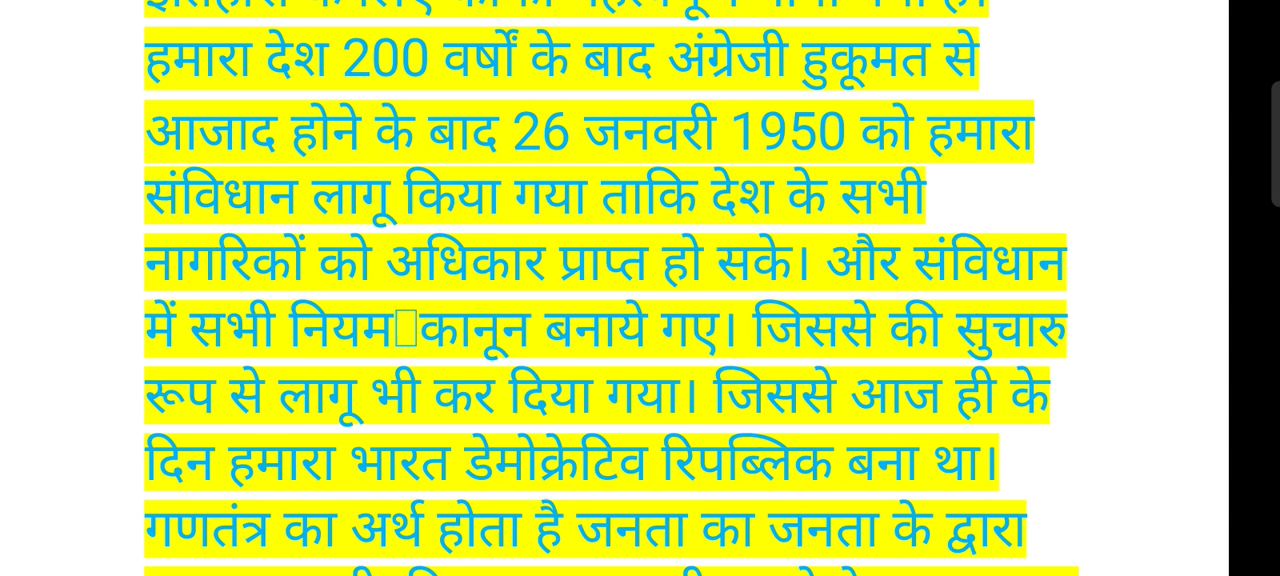 हमारा देश 200 वर्षों के बाद अंग्रेजी हुकूमत से
आजाद होने के बाद 26 जनवरी 1950 को हमारा
संविधान लागू किया गया ताकि देश के सभी
नागरिकों को अधिकार प्राप्त हो सके। और संविधान
में सभी नियम▯कानून बनाये गए। जिससे की सुचारु
रूप से लागू भी कर दिया गया। जिससे आज ही के
दिन हमारा भारत डेमोक्रेटिव रिपब्लिक बना था।
गणतंत्र का अर्थ होता है जनता का जनता के द्वारा